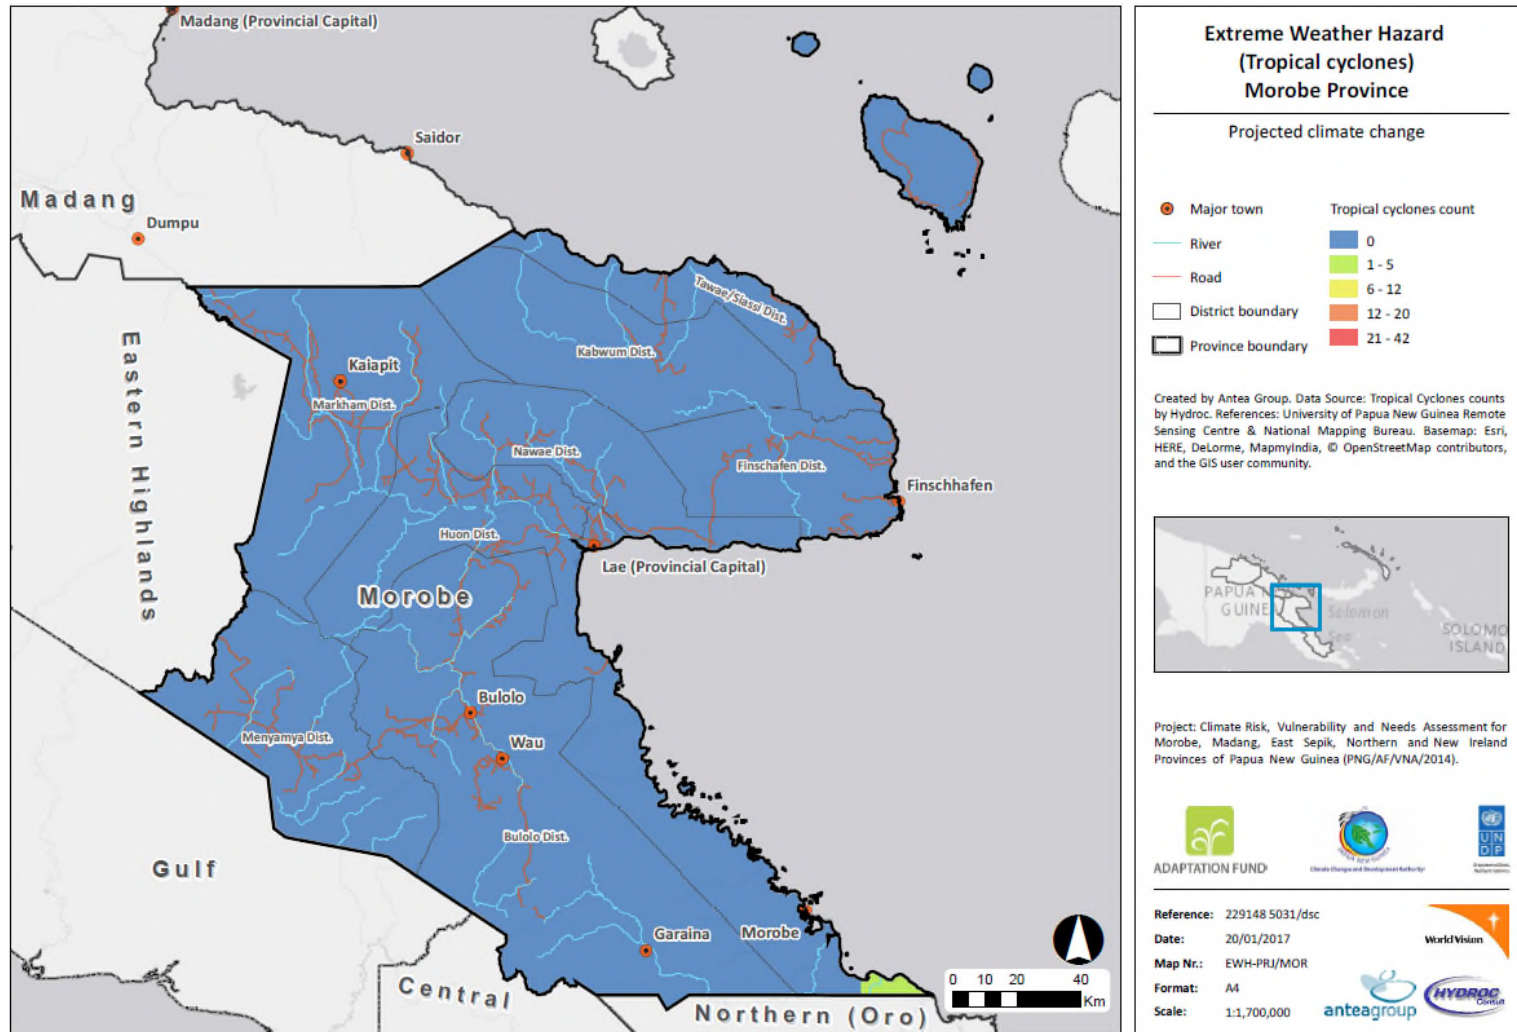 Madang (Provincial Capital)
Saidor
Madang
Dumpu
Tawae/Siassi Dist.
Kabwum Dist.
Eastern Highlands
Kaiapit
Markham Dist.
Nawae Dist.
Finschafen Dist.
Finschhafen
Huon Dist.
Lae (Provincial Capital)
Morobe
Bulolo
Wau
Menyamya Dist.
Bulolo Dist.
Gulf
Garaina
Morobe
Central
Northern (Oro)
0 10 20 40
Km
Extreme Weather Hazard
(Tropical cyclones)
Morobe Province
Projected climate change
Major town
River
Road
District boundary
Province boundary
Tropical cyclones count
0
1 - 5
6 - 12
12 - 20
21 - 42
Created by Antea Group. Data Source: Tropical Cyclones counts
by Hydroc. References: University of Papua New Guinea Remote
Sensing Centre & National Mapping Bureau. Basemap: Esri,
HERE, DeLorme, MapmyIndia, © OpenStreetMap contributors,
and the GIS user community.
PAPUA N
GUINE
Solomon
Sea
SOLOMO
ISLAND
Project: Climate Risk, Vulnerability and Needs Assessment for
Morobe, Madang, East Sepik, Northern and New Ireland
Provinces of Papua New Guinea (PNG/AF/VNA/2014).
ADAPTATION FUND
Climate Change and Development Authority
U N
D P
Reference: 229148 5031/dsc
Date: 20/01/2017
Map Nr.: EWH-PRJ/MOR
Format: A4
Scale: 1:1,700,000
World Vision
anteagroup
HYDROC
Consult